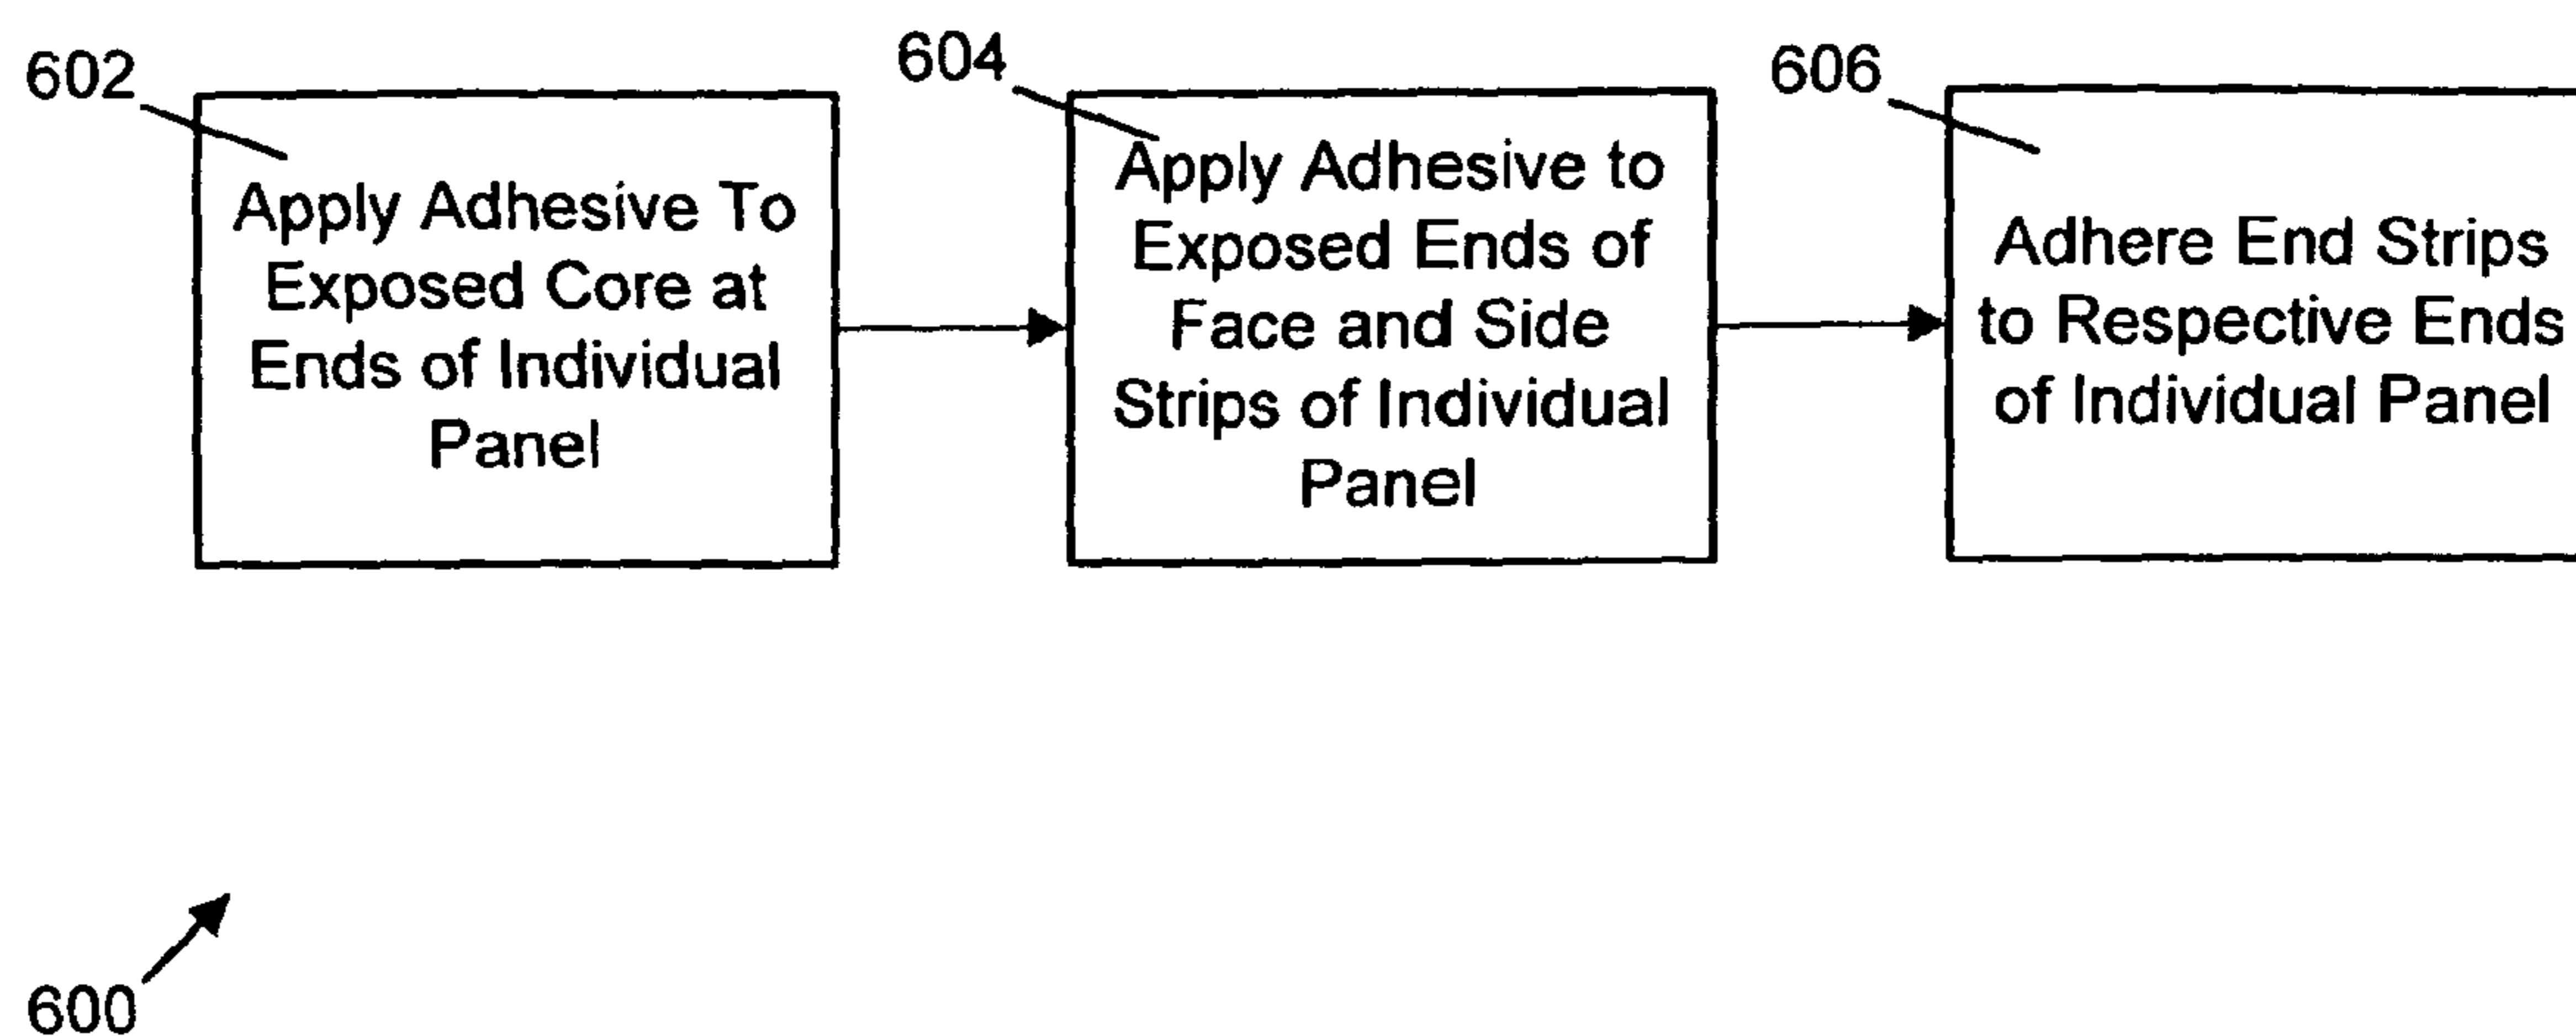 602
Apply Adhesive To
Exposed Core at
Ends of Individual
Panel
604
Apply Adhesive to
Exposed Ends of
Face and Side
Strips of Individual
Panel
606
Adhere End Strips
to Respective Ends
of Individual Panel
600